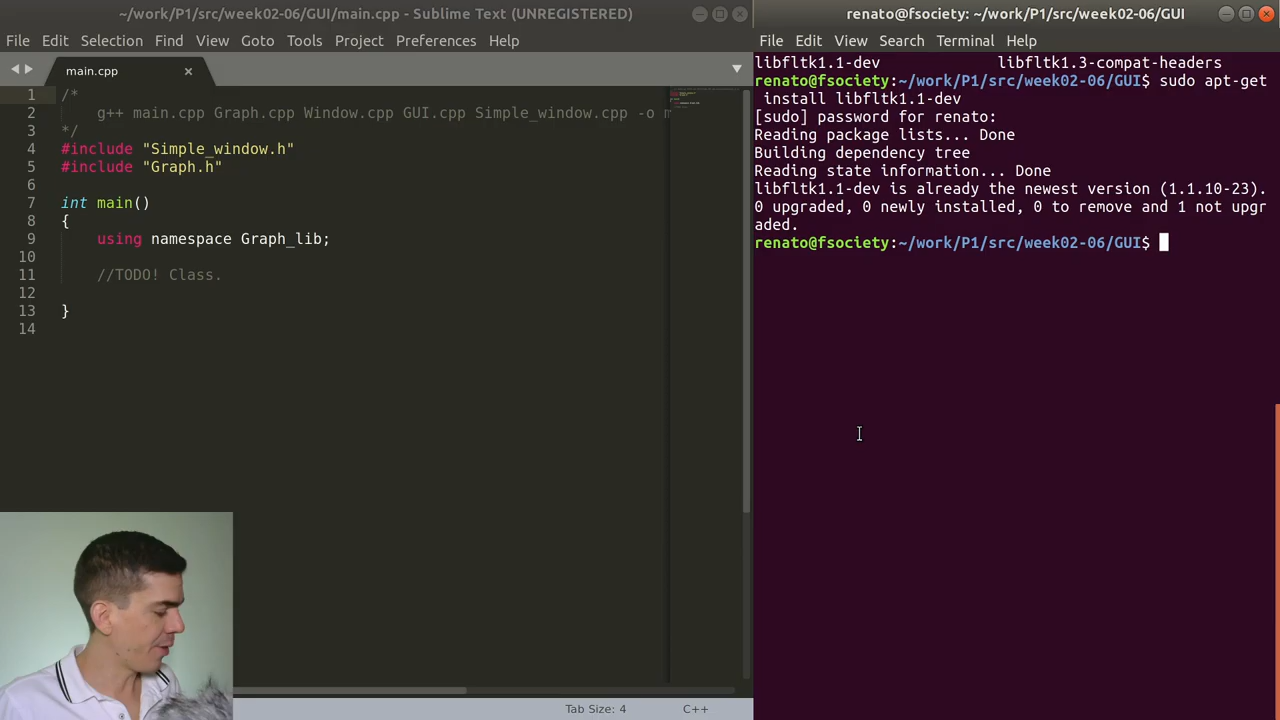 ~/work/P1/src/week02-06/GUI/main.cpp - Sublime Text (UNREGISTERED)
File Edit Selection Find View Goto Tools Project Preferences Help
main.cpp
1 /*
2 g++ main.cpp Graph.cpp Window.cpp GUI.cpp Simple_window.cpp -o m
3 */
4 #include "Simple_window.h"
5 #include "Graph.h"
6
7 int main()
8 {
9 using namespace Graph_lib;
10
11 //TODO! Class.
12
13 }
14
Tab Size: 4 C++
renato@fsociety: ~/work/P1/src/week02-06/GUI
File Edit View Search Terminal Help
libfltk1.1-dev libfltk1.3-compat-headers
renato@fsociety:~/work/P1/src/week02-06/GUI$ sudo apt-get
install libfltk1.1-dev
[sudo] password for renato:
Reading package lists... Done
Building dependency tree
Reading state information... Done
libfltk1.1-dev is already the newest version (1.1.10-23).
0 upgraded, 0 newly installed, 0 to remove and 1 not upgr
aded.
renato@fsociety:~/work/P1/src/week02-06/GUI$